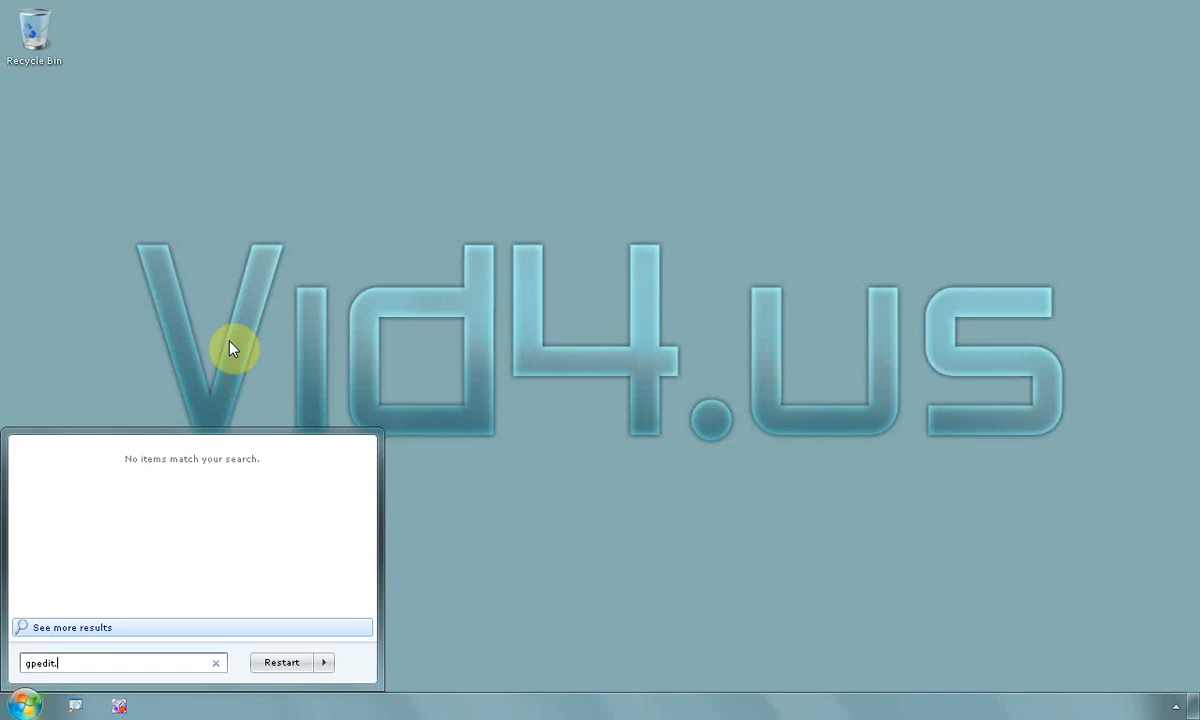 Recycle Bin
Vid4.us
No items match your search.
See more results
gpedit.
Restart